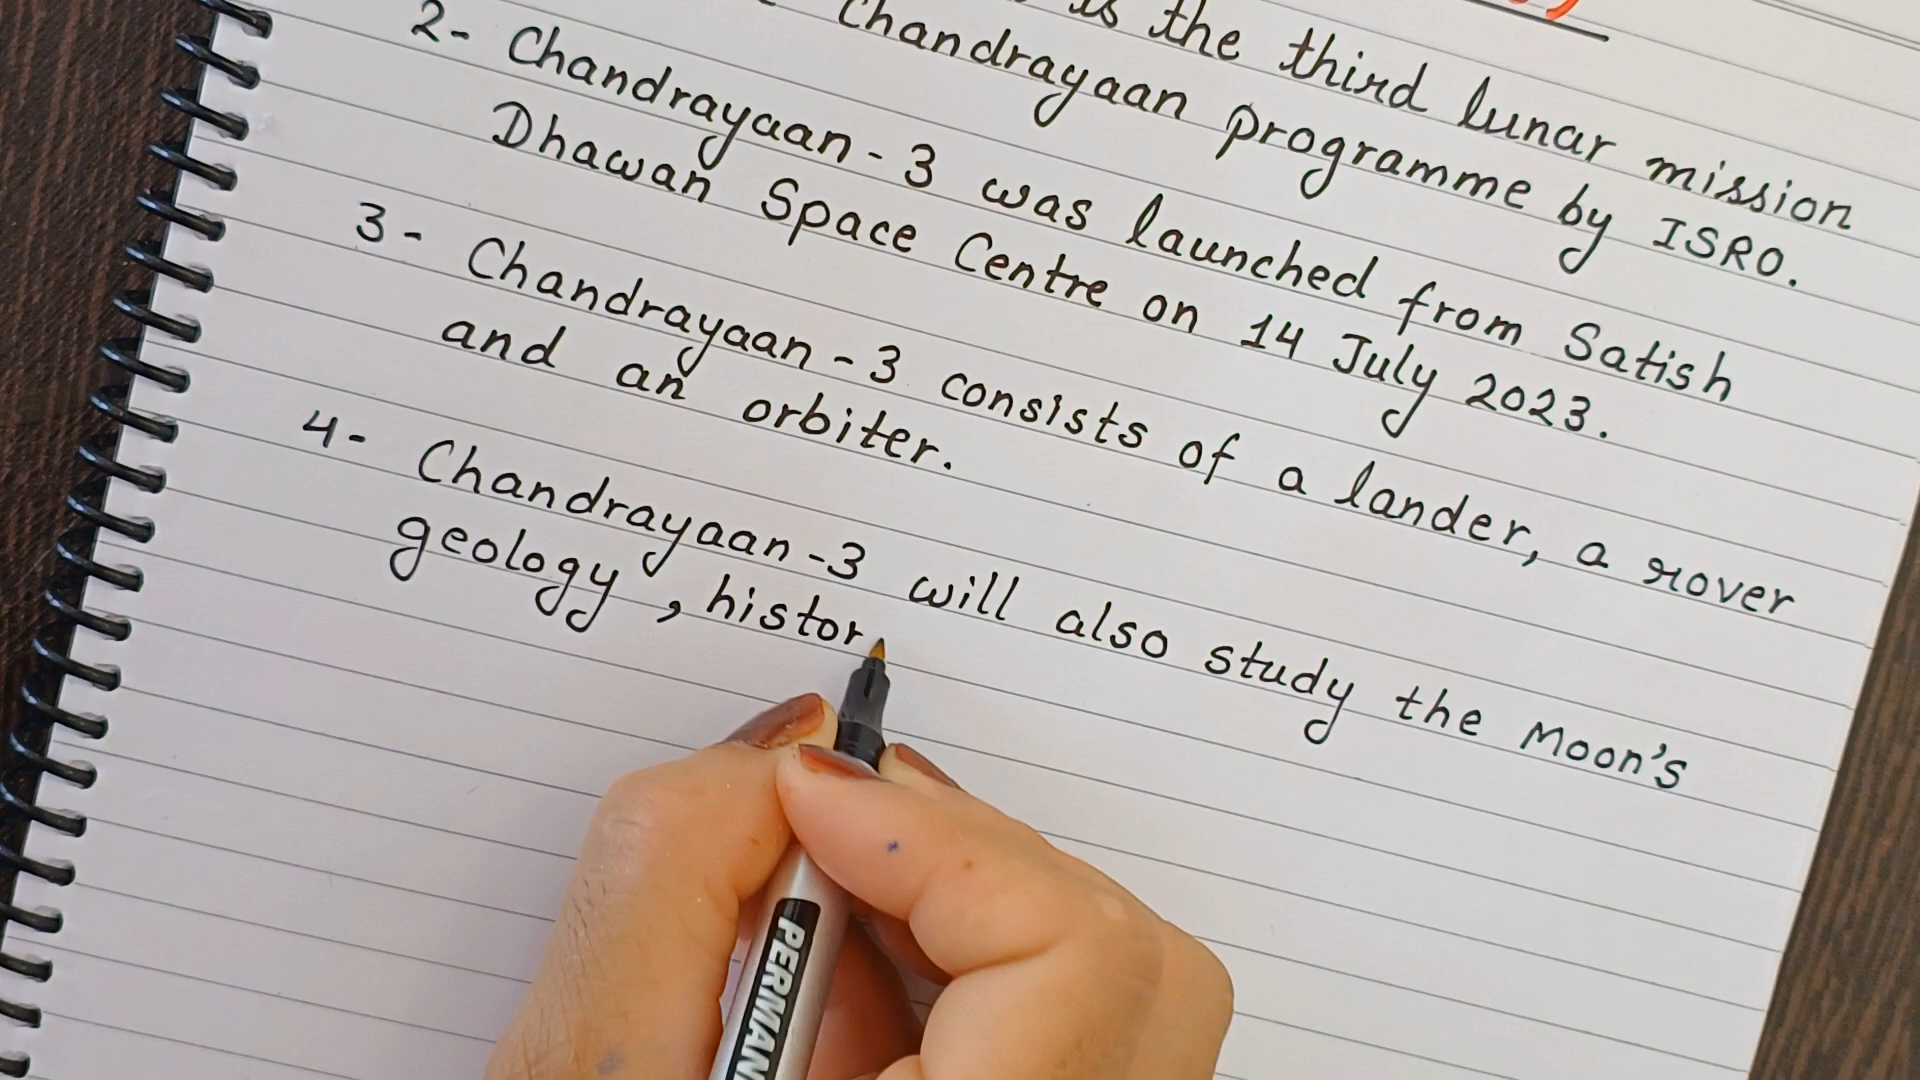 is the third lunar mission
Chandrayaan programme by ISRO.
2- Chandrayaan-3 was launched from Satish
Dhawan Space Centre on 14 July 2023.
3- Chandrayaan-3 consists of a lander, a rover
and an orbiter.
4- Chandrayaan-3 will also study the Moon's
geology, histor
PERMAN